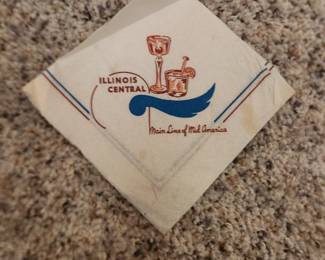 ILLINOIS
CENTRAL
Main Line of Mid-America